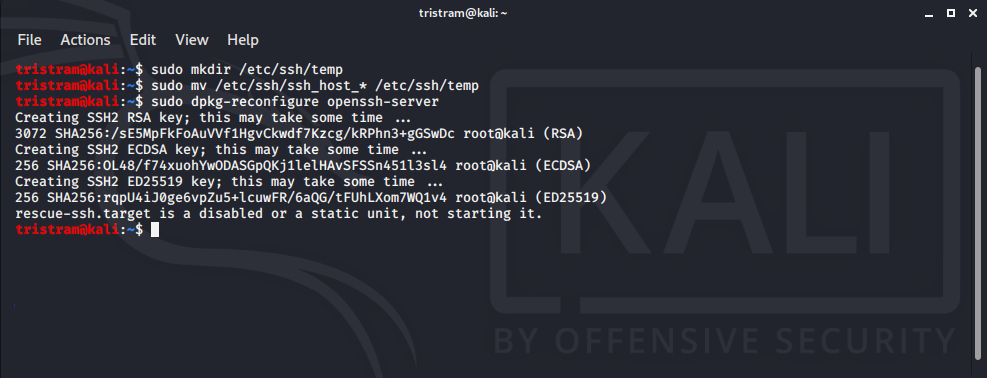 tristram@kali: ~
File Actions Edit View Help
tristram@kali:~$ sudo mkdir /etc/ssh/temp
tristram@kali:~$ sudo mv /etc/ssh/ssh_host_* /etc/ssh/temp
tristram@kali:~$ sudo dpkg-reconfigure openssh-server
Creating SSH2 RSA key; this may take some time ...
3072 SHA256:/sE5MpFkFoAuVVf1HgvCkwdf7Kzcg/kRPhn3+gGSwDc root@kali (RSA)
Creating SSH2 ECDSA key; this may take some time ...
256 SHA256:OL48/f74xuohYwODASGpQKj1lelHAvSFSSn451l3sl4 root@kali (ECDSA)
Creating SSH2 ED25519 key; this may take some time ...
256 SHA256:rqpU4iJ0ge6vpZu5+lcuwFR/6aQG/tFUhLXom7WQ1v4 root@kali (ED25519)
rescue-ssh.target is a disabled or a static unit, not starting it.
tristram@kali:~$
KALI
BY OFFENSIVE SECURITY